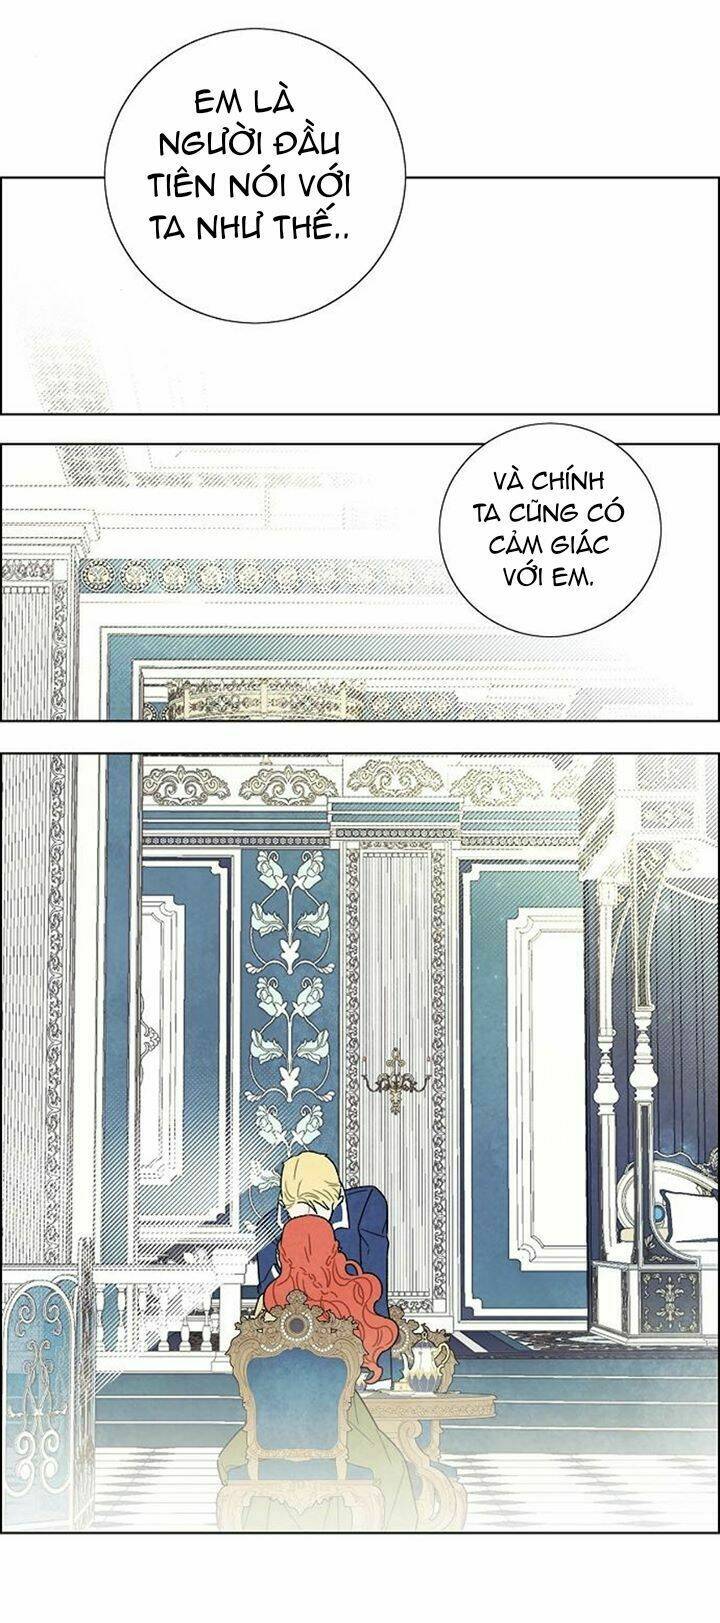 EM LÀ
NGƯỜI ĐẦU
TIÊN NÓI VỚI
TA NHƯ THẾ..
VÀ CHÍNH
TA CŨNG CÓ
CẢM GIÁC
VỚI EM.